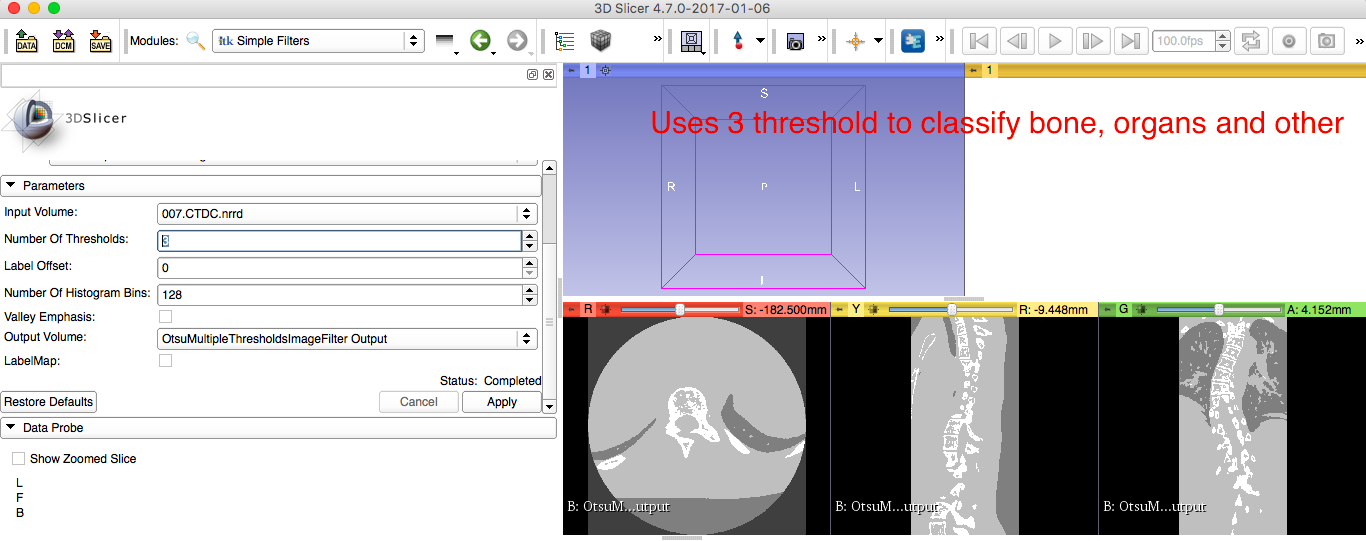 3D Slicer 4.7.0-2017-01-06
DATA DCM SAVE Modules: itk Simple Filters 100.0fps
1 1
3DSlicer
S
Uses 3 threshold to classify bone, organs and other
Parameters
R P L
Input Volume: 007.CTDC.nrrd
Number Of Thresholds: 3
Label Offset: 0
I
Number Of Histogram Bins: 128
R S: -182.500mm Y R: -9.448mm G A: 4.152mm
Valley Emphasis:
Output Volume: OtsuMultipleThresholdsImageFilter Output
LabelMap:
Status: Completed
Restore Defaults Cancel Apply
Data Probe
Show Zoomed Slice
L
F
B
B: OtsuM...utput B: OtsuM...utput B: OtsuM...utput